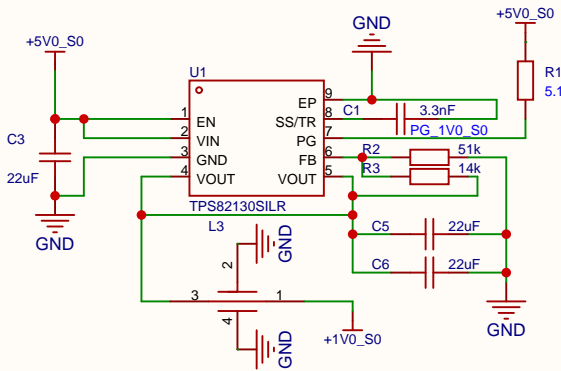 GND
+5V0_S0
+5V0_S0
U1
R1
5.1
9
EP
C1
3.3nF
1
EN
SS/TR
8
2
VIN
PG
7
PG_1V0_S0
C3
3
GND
FB
6
R2
51k
22uF
4
VOUT
VOUT
5
R3
14k
TPS82130SILR
GND
L3
C5
22uF
GND
2
C6
22uF
3
1
4
GND
+1V0_S0
GND